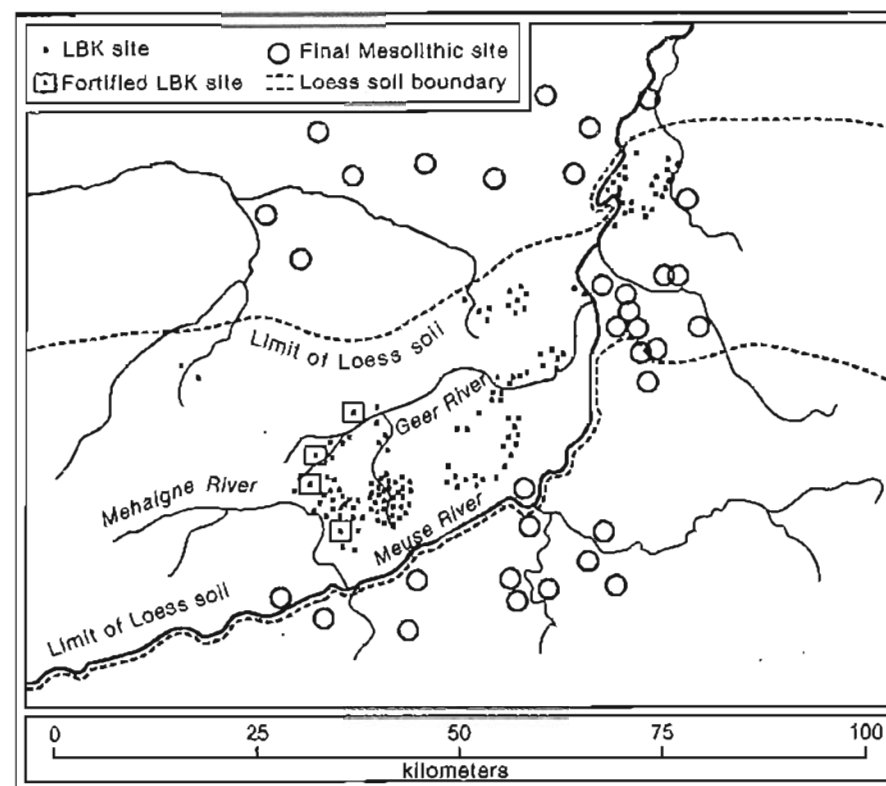 LBK site
Final Mesolithic site
Fortified LBK site
Loess soil boundary
Limit of Loess soil
Geer River
Mehaigne River
Meuse River
Limit of Loess soil
0 25 50 75 100
kilometers